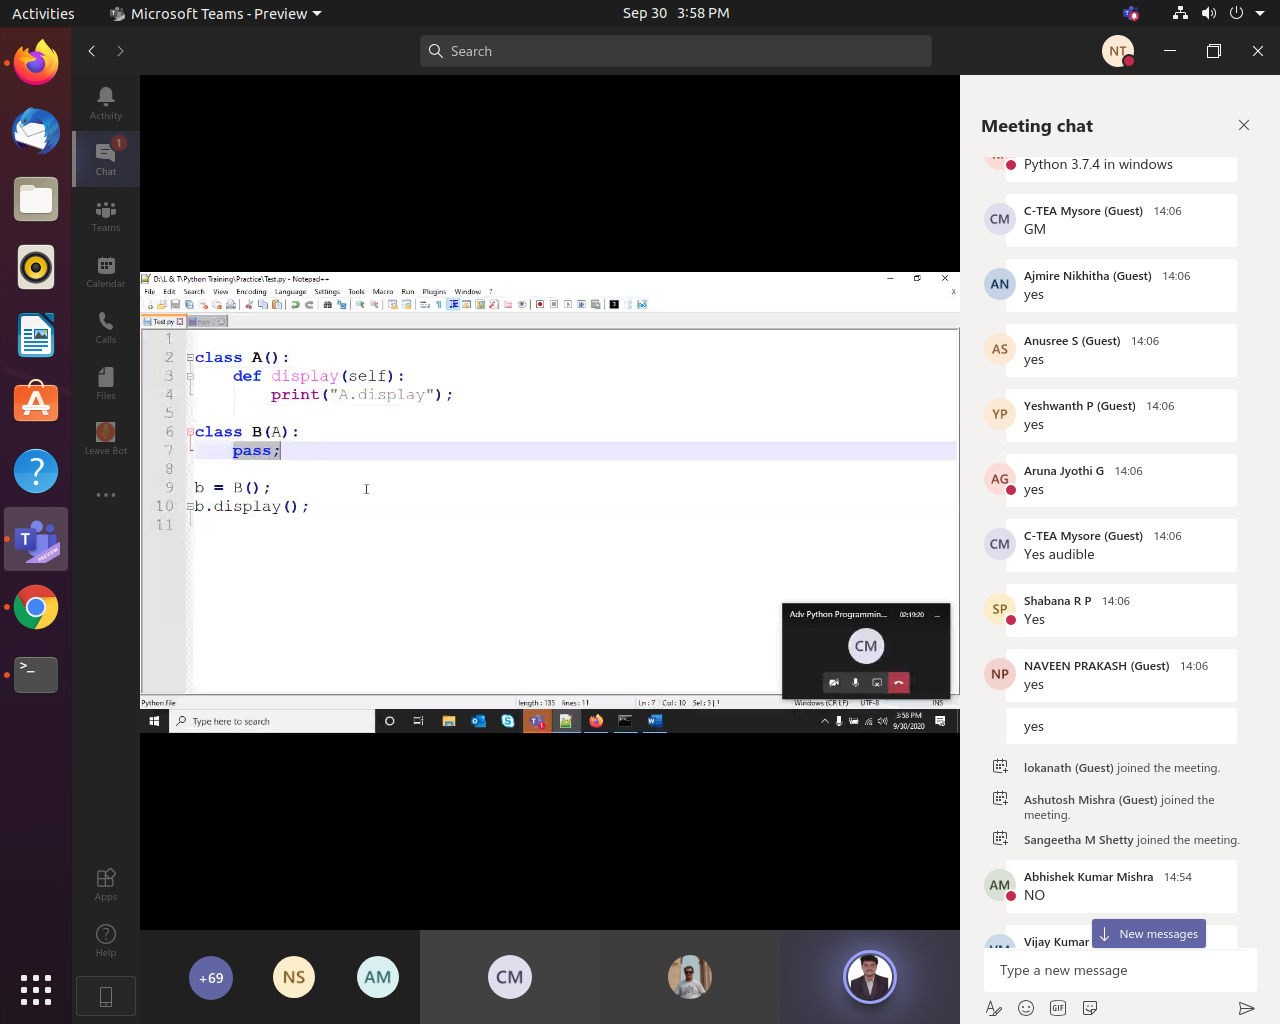 Activities
Microsoft Teams - Preview
Sep 30 3:58 PM
Search
NT
Activity
1
Chat
Teams
Calendar
Calls
Files
Leave Bot
Apps
Help
D:\L & T\Python Training\Practice\Test.py - Notepad++
File Edit Search View Encoding Language Settings Tools Macro Run Plugins Window ?
X
Test.py
1
2 class A():
3 def display(self):
4 print("A.display");
5
6 class B(A):
7 pass;
8
9 b = B();
10 b.display();
11
Adv Python Programmin... 02:19:20
CM
Python File
length : 135 lines : 11
Ln : 7 Col : 10 Sel : 5 | 1
Windows (CR LF)
UTF-8
INS
Type here to search
3:58 PM
9/30/2020
+69
NS
AM
CM
Meeting chat
Python 3.7.4 in windows
CM
C-TEA Mysore (Guest) 14:06
GM
AN
Ajmire Nikhitha (Guest) 14:06
yes
AS
Anusree S (Guest) 14:06
yes
YP
Yeshwanth P (Guest) 14:06
yes
AG
Aruna Jyothi G 14:06
yes
CM
C-TEA Mysore (Guest) 14:06
Yes audible
SP
Shabana R P 14:06
Yes
NP
NAVEEN PRAKASH (Guest) 14:06
yes
yes
lokanath (Guest) joined the meeting.
Ashutosh Mishra (Guest) joined the
meeting.
Sangeetha M Shetty joined the meeting.
AM
Abhishek Kumar Mishra 14:54
NO
Vijay Kumar
New messages
Type a new message
GIF